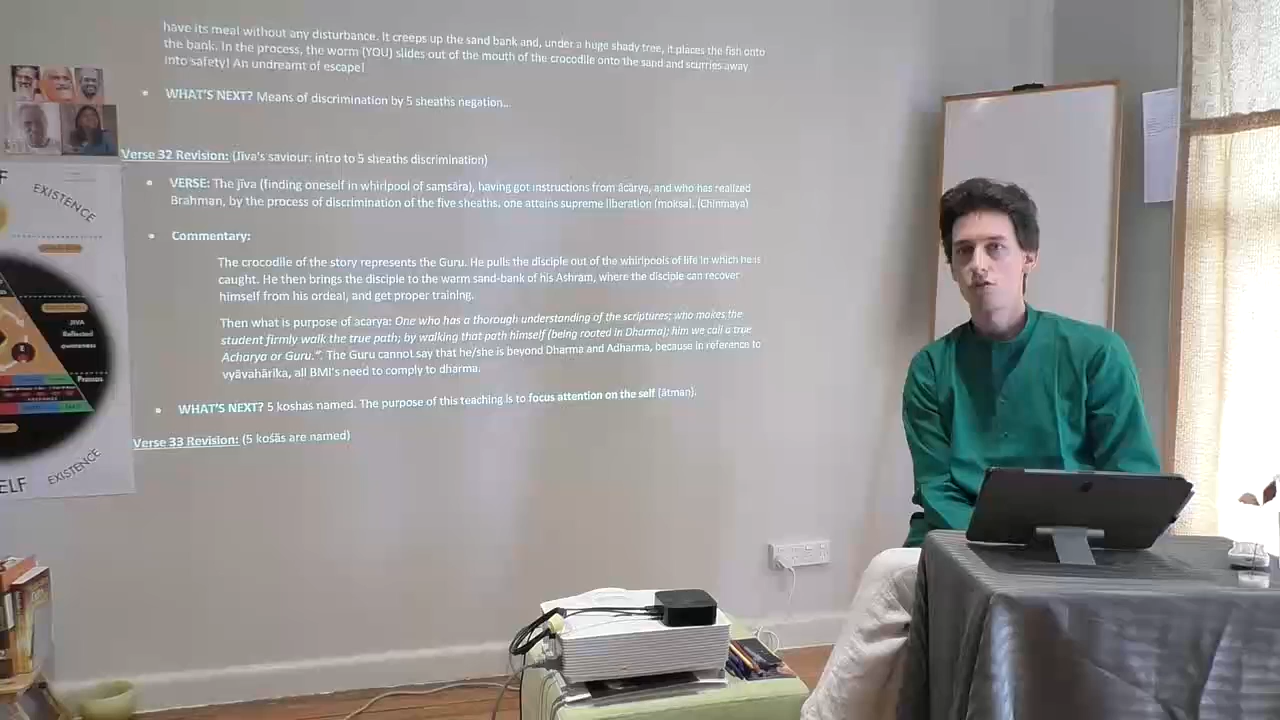 have its meal without any disturbance. It creeps up the sand bank and, under a huge shady tree, it places the fish onto
the bank. In the process, the worm (YOU) slides out of the mouth of the crocodile onto the sand and scurries away
into safety! An undreamt of escape!
• WHAT'S NEXT? Means of discrimination by 5 sheaths negation...
Verse 32 Revision: (Jīva's saviour: intro to 5 sheaths discrimination)
• VERSE: The jīva (finding oneself in whirlpool of saṃsāra), having got instructions from ācārya, and who has realized
Brahman, by the process of discrimination of the five sheaths, one attains supreme liberation (mokṣa). (Chinmaya)
• Commentary:
The crocodile of the story represents the Guru. He pulls the disciple out of the whirlpools of life in which he is
caught. He then brings the disciple to the warm sand-bank of his Ashram, where the disciple can recover
himself from his ordeal, and get proper training.
Then what is purpose of acarya: One who has a thorough understanding of the scriptures; who makes the
student firmly walk the true path; by walking that path himself (being rooted in Dharma); him we call a true
Acharya or Guru.". The Guru cannot say that he/she is beyond Dharma and Adharma, because in reference to
vyāvahārika, all BMI's need to comply to dharma.
• WHAT'S NEXT? 5 koshas named. The purpose of this teaching is to focus attention on the self (ātman).
Verse 33 Revision: (5 kośās are named)
EXISTENCE
JIVA
Reflected
Awareness
Pranas
EXISTENCE